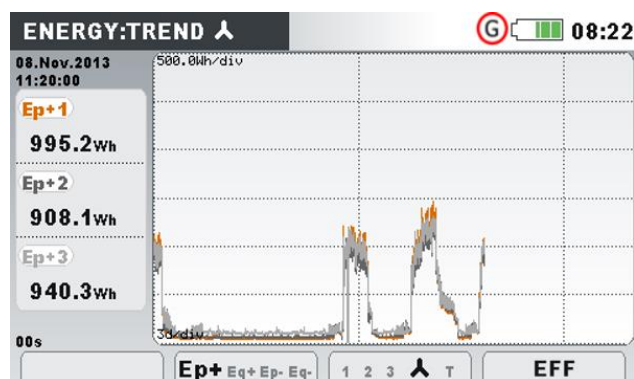 ENERGY:TREND
G
08:22
08.Nov.2013
11:20:00
500.0Wh/div
Ep+1
995.2Wh
Ep+2
908.1Wh
Ep+3
940.3Wh
00s
3d/div
Ep+ Eq+ Ep- Eq-
1 2 3 T
EFF